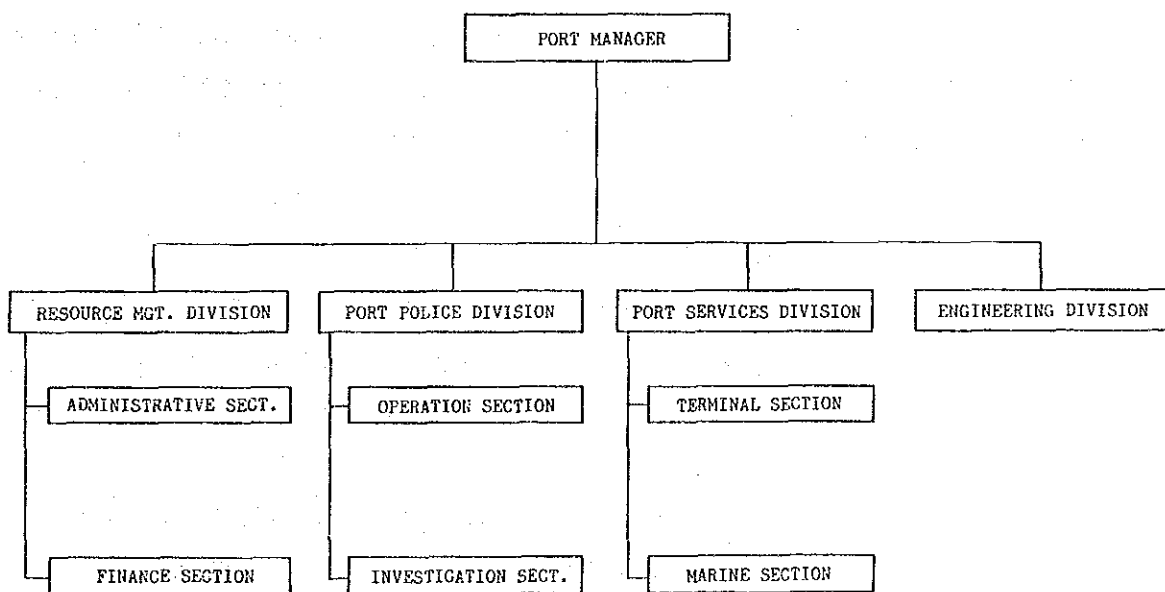 PORT MANAGER
RESOURCE MGT. DIVISION
PORT POLICE DIVISION
PORT SERVICES DIVISION
ENGINEERING DIVISION
ADMINISTRATIVE SECT.
OPERATION SECTION
TERMINAL SECTION
FINANCE SECTION
INVESTIGATION SECT.
MARINE SECTION